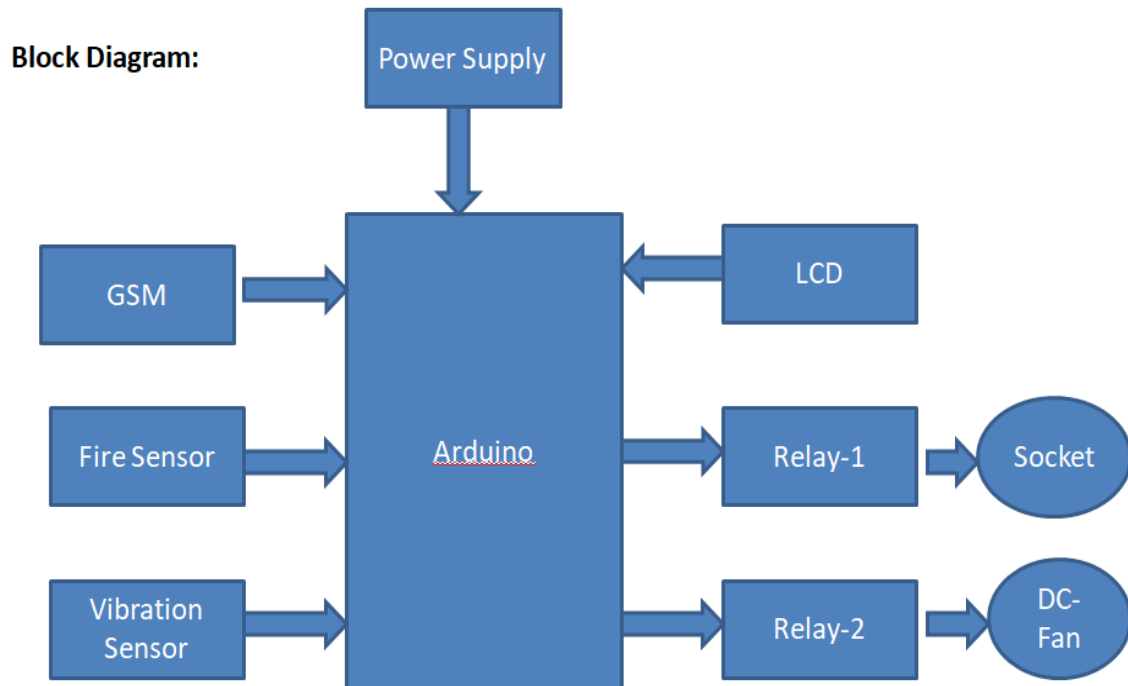 Block Diagram:
Power Supply
GSM
LCD
Fire Sensor
Arduino
Relay-1
Socket
Vibration
Sensor
Relay-2
DC-
Fan